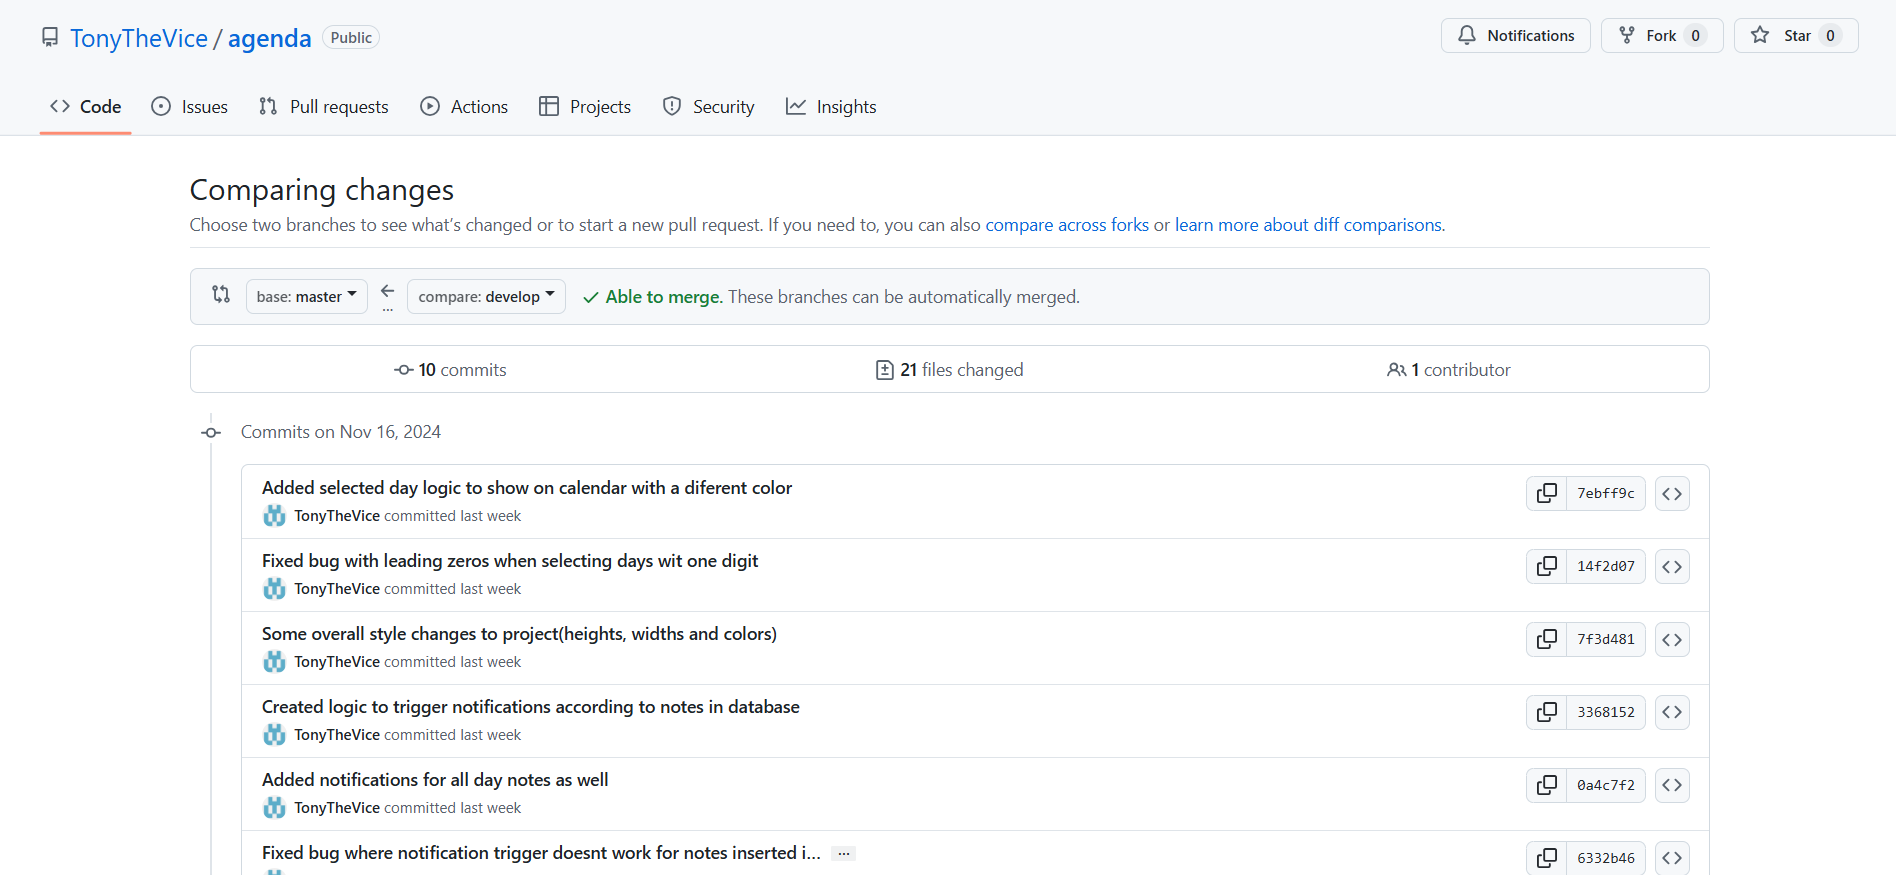 TonyTheVice / agenda Public Notifications Fork 0 Star 0
Code Issues Pull requests Actions Projects Security Insights
Comparing changes
Choose two branches to see what's changed or to start a new pull request. If you need to, you can also compare across forks or learn more about diff comparisons.
base: master ... compare: develop Able to merge. These branches can be automatically merged.
10 commits 21 files changed 1 contributor
Commits on Nov 16, 2024
Added selected day logic to show on calendar with a diferent color 7ebff9c
TonyTheVice committed last week
Fixed bug with leading zeros when selecting days wit one digit 14f2d07
TonyTheVice committed last week
Some overall style changes to project(heights, widths and colors) 7f3d481
TonyTheVice committed last week
Created logic to trigger notifications according to notes in database 3368152
TonyTheVice committed last week
Added notifications for all day notes as well 0a4c7f2
TonyTheVice committed last week
Fixed bug where notification trigger doesnt work for notes inserted i... ... 6332b46